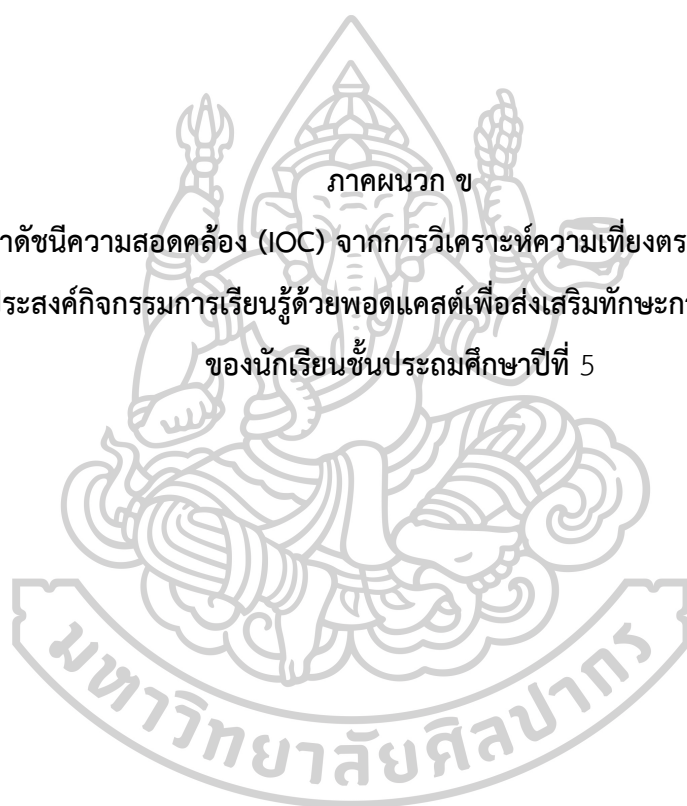 ภาคผนวก ข
าดัชนีความสอดคล้อง (IOC) จากการวิเคราะห์ความเที่ยงตร
ประสงค์กิจกรรมการเรียนรู้ด้วยพอดแคสต์เพื่อส่งเสริมทักษะก
ของนักเรียนชั้นประถมศึกษาปีที่ 5
มหาวิทยาลัยศิลปากร